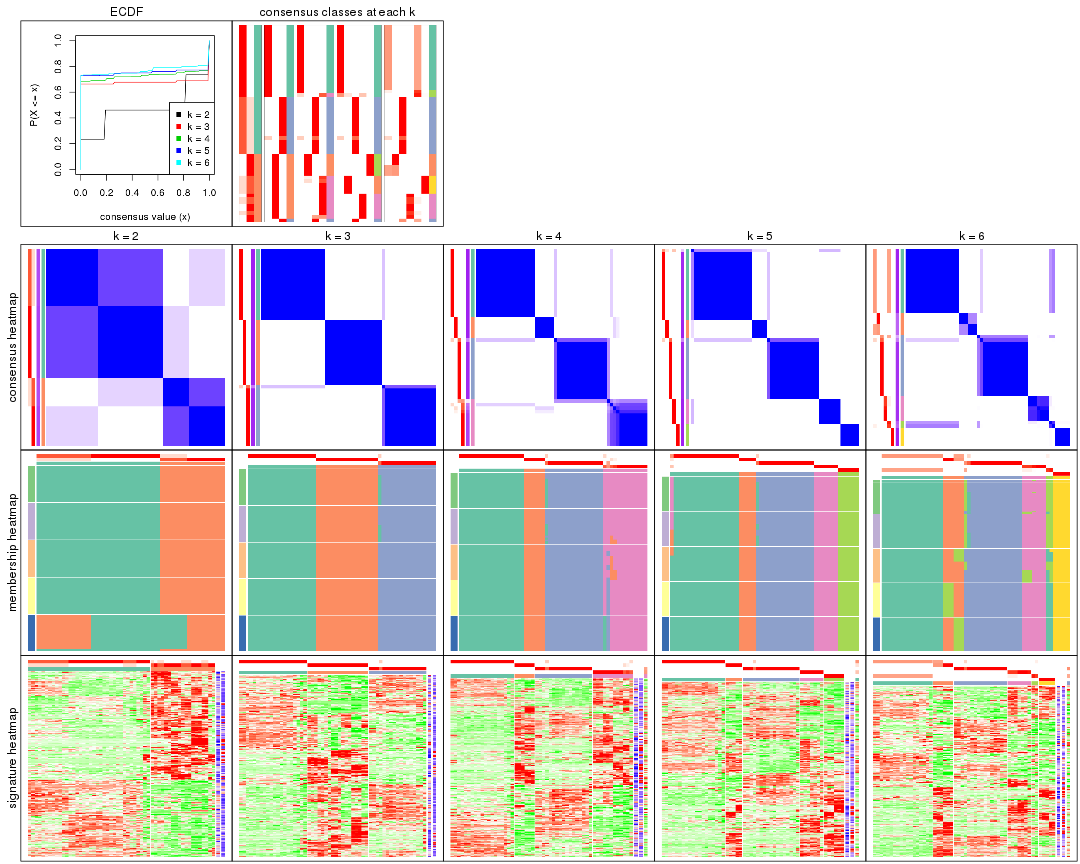 ECDF
consensus classes at each k
P(X <= x)
0.0
0.2
0.4
0.6
0.8
1.0
k = 2
k = 3
k = 4
k = 5
k = 6
0.0 0.2 0.4 0.6 0.8 1.0
consensus value (x)
k = 2
k = 3
k = 4
k = 5
k = 6
consensus heatmap
membership heatmap
signature heatmap